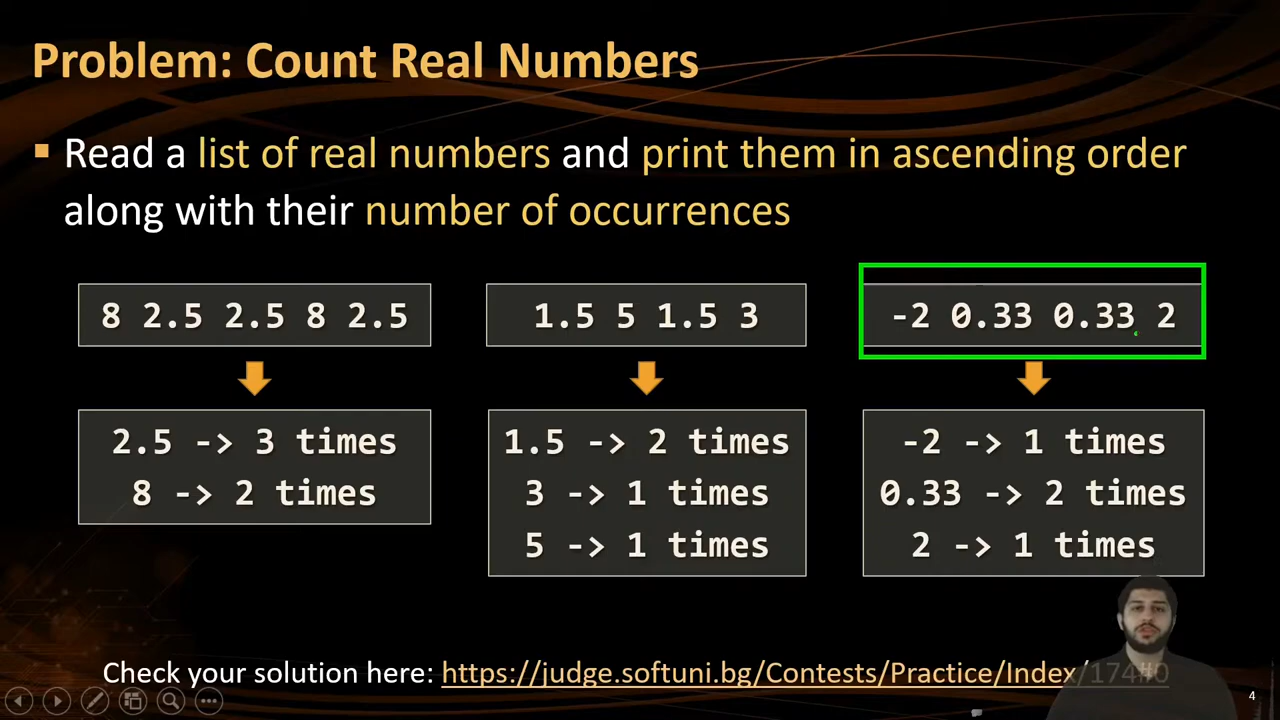 Problem: Count Real Numbers
▪ Read a list of real numbers and print them in ascending order
along with their number of occurrences
8 2.5 2.5 8 2.5
2.5 -> 3 times
8 -> 2 times
1.5 5 1.5 3
1.5 -> 2 times
3 -> 1 times
5 -> 1 times
-2 0.33 0.33 2
-2 -> 1 times
0.33 -> 2 times
2 -> 1 times
Check your solution here: https://judge.softuni.bg/Contests/Practice/Index/174#0
4